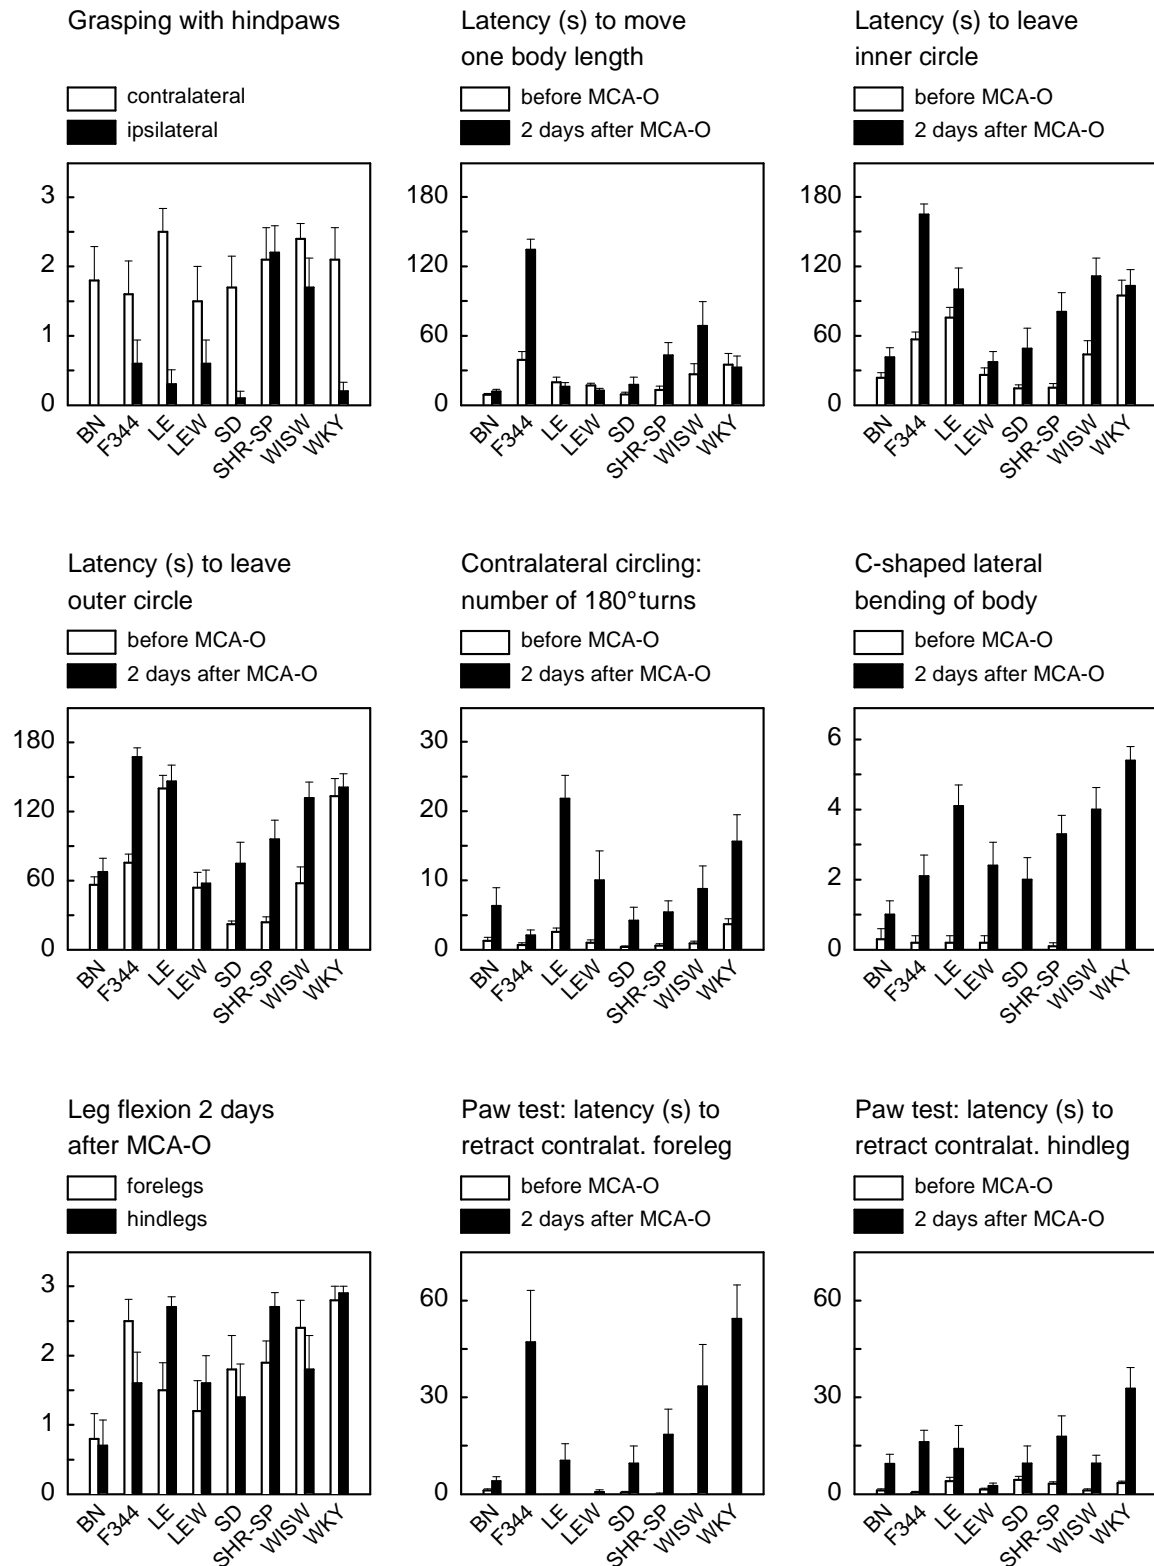 Grasping with hindpaws
contralateral
ipsilateral
3
2
1
0
BN
F344
LE
LEW
SD
SHR-SP
WISW
WKY
Latency (s) to move
one body length
before MCA-O
2 days after MCA-O
180
120
60
0
BN
F344
LE
LEW
SD
SHR-SP
WISW
WKY
Latency (s) to leave
inner circle
before MCA-O
2 days after MCA-O
180
120
60
0
BN
F344
LE
LEW
SD
SHR-SP
WISW
WKY
Latency (s) to leave
outer circle
before MCA-O
2 days after MCA-O
180
120
60
0
BN
F344
LE
LEW
SD
SHR-SP
WISW
WKY
Contralateral circling:
number of 180° turns
before MCA-O
2 days after MCA-O
30
20
10
0
BN
F344
LE
LEW
SD
SHR-SP
WISW
WKY
C-shaped lateral
bending of body
before MCA-O
2 days after MCA-O
6
4
2
0
BN
F344
LE
LEW
SD
SHR-SP
WISW
WKY
Leg flexion 2 days
after MCA-O
forelegs
hindlegs
3
2
1
0
BN
F344
LE
LEW
SD
SHR-SP
WISW
WKY
Paw test: latency (s) to
retract contralat. foreleg
before MCA-O
2 days after MCA-O
60
30
0
BN
F344
LE
LEW
SD
SHR-SP
WISW
WKY
Paw test: latency (s) to
retract contralat. hindleg
before MCA-O
2 days after MCA-O
60
30
0
BN
F344
LE
LEW
SD
SHR-SP
WISW
WKY